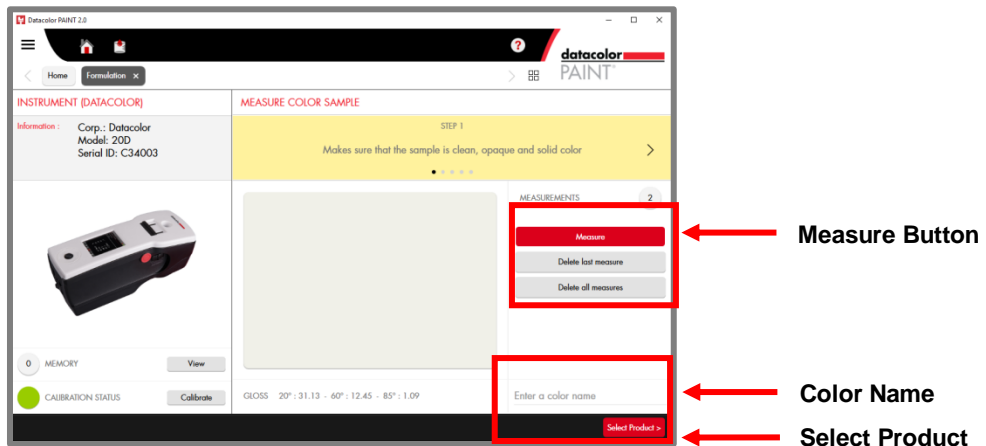 Datacolor PAINT 2.0
datacolor
PAINT
Home
Formulation ×
INSTRUMENT (DATACOLOR)
Information :
Corp.: Datacolor
Model: 20D
Serial ID: C34003
0 MEMORY
View
CALIBRATION STATUS
Calibrate
MEASURE COLOR SAMPLE
STEP 1
Makes sure that the sample is clean, opaque and solid color
MEASUREMENTS 2
Measure
Delete last measure
Delete all measures
GLOSS 20° : 31.13 - 60° : 12.45 - 85° : 1.09
Enter a color name
Select Product >
Measure Button
Color Name
Select Product